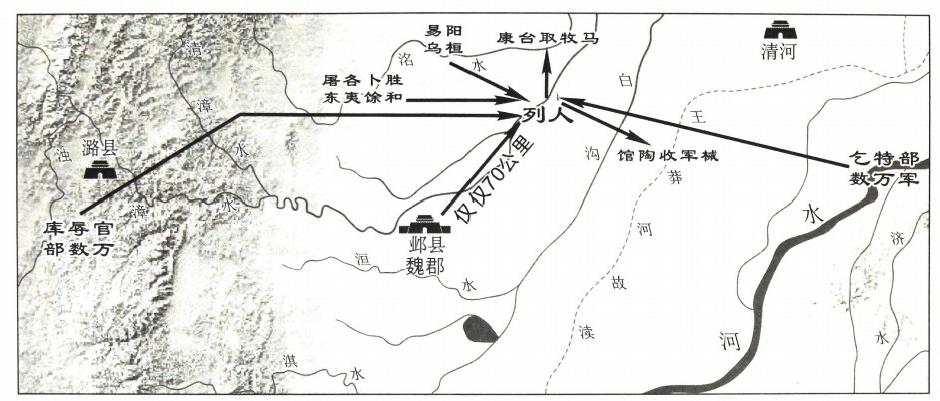 易阳
乌桓
康台取牧马
清河
洺
水
清
屠各卜胜
东夷馀和
白
漳
列人
王
浊
潞县
水
仅仅70公里
沟
馆陶收军械
乞特部
数万军
莽
漳
水
库辱官
部数万
邺县
魏郡
水
河
济
洹
水
故
渎
水
河
淇
水